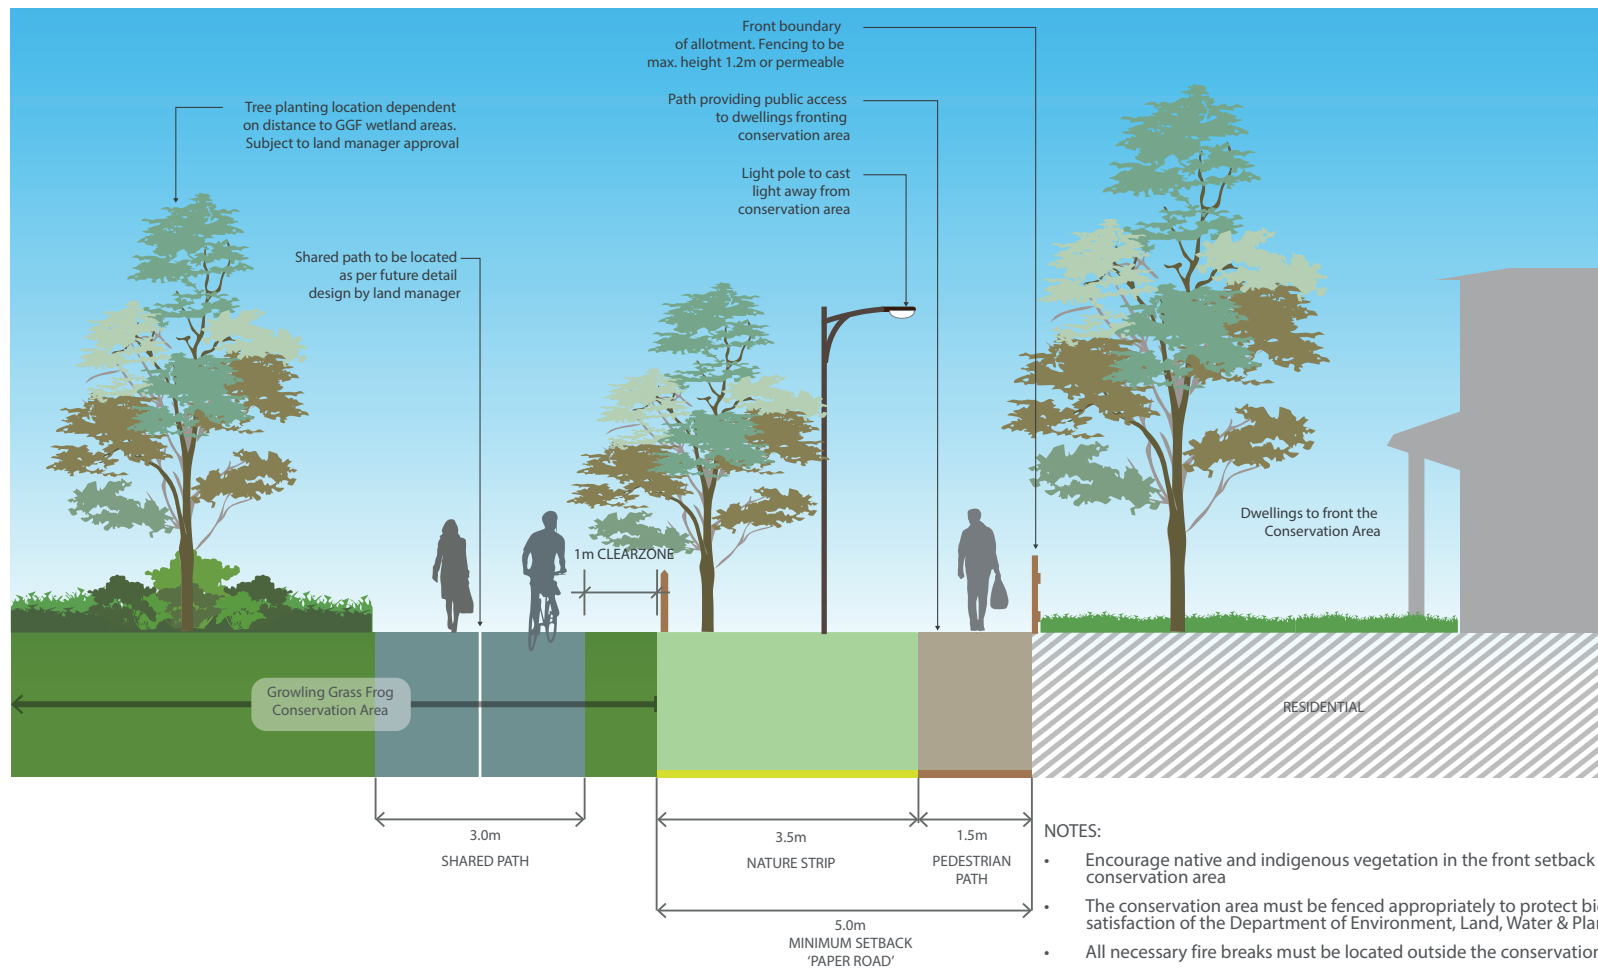 Front boundary
of allotment. Fencing to be
max. height 1.2m or permeable
Tree planting location dependent
on distance to GGF wetland areas.
Subject to land manager approval
Path providing public access
to dwellings fronting
conservation area
Light pole to cast
light away from
conservation area
Shared path to be located
as per future detail
design by land manager
Dwellings to front the
Conservation Area
1m CLEARZONE
Growling Grass Frog
Conservation Area
RESIDENTIAL
3.0m
SHARED PATH
3.5m
NATURE STRIP
1.5m
PEDESTRIAN
PATH
5.0m
MINIMUM SETBACK
‘PAPER ROAD’
NOTES:
• Encourage native and indigenous vegetation in the front setback
conservation area
• The conservation area must be fenced appropriately to protect
satisfaction of the Department of Environment, Land, Water &
• All necessary fire breaks must be located outside the conservation